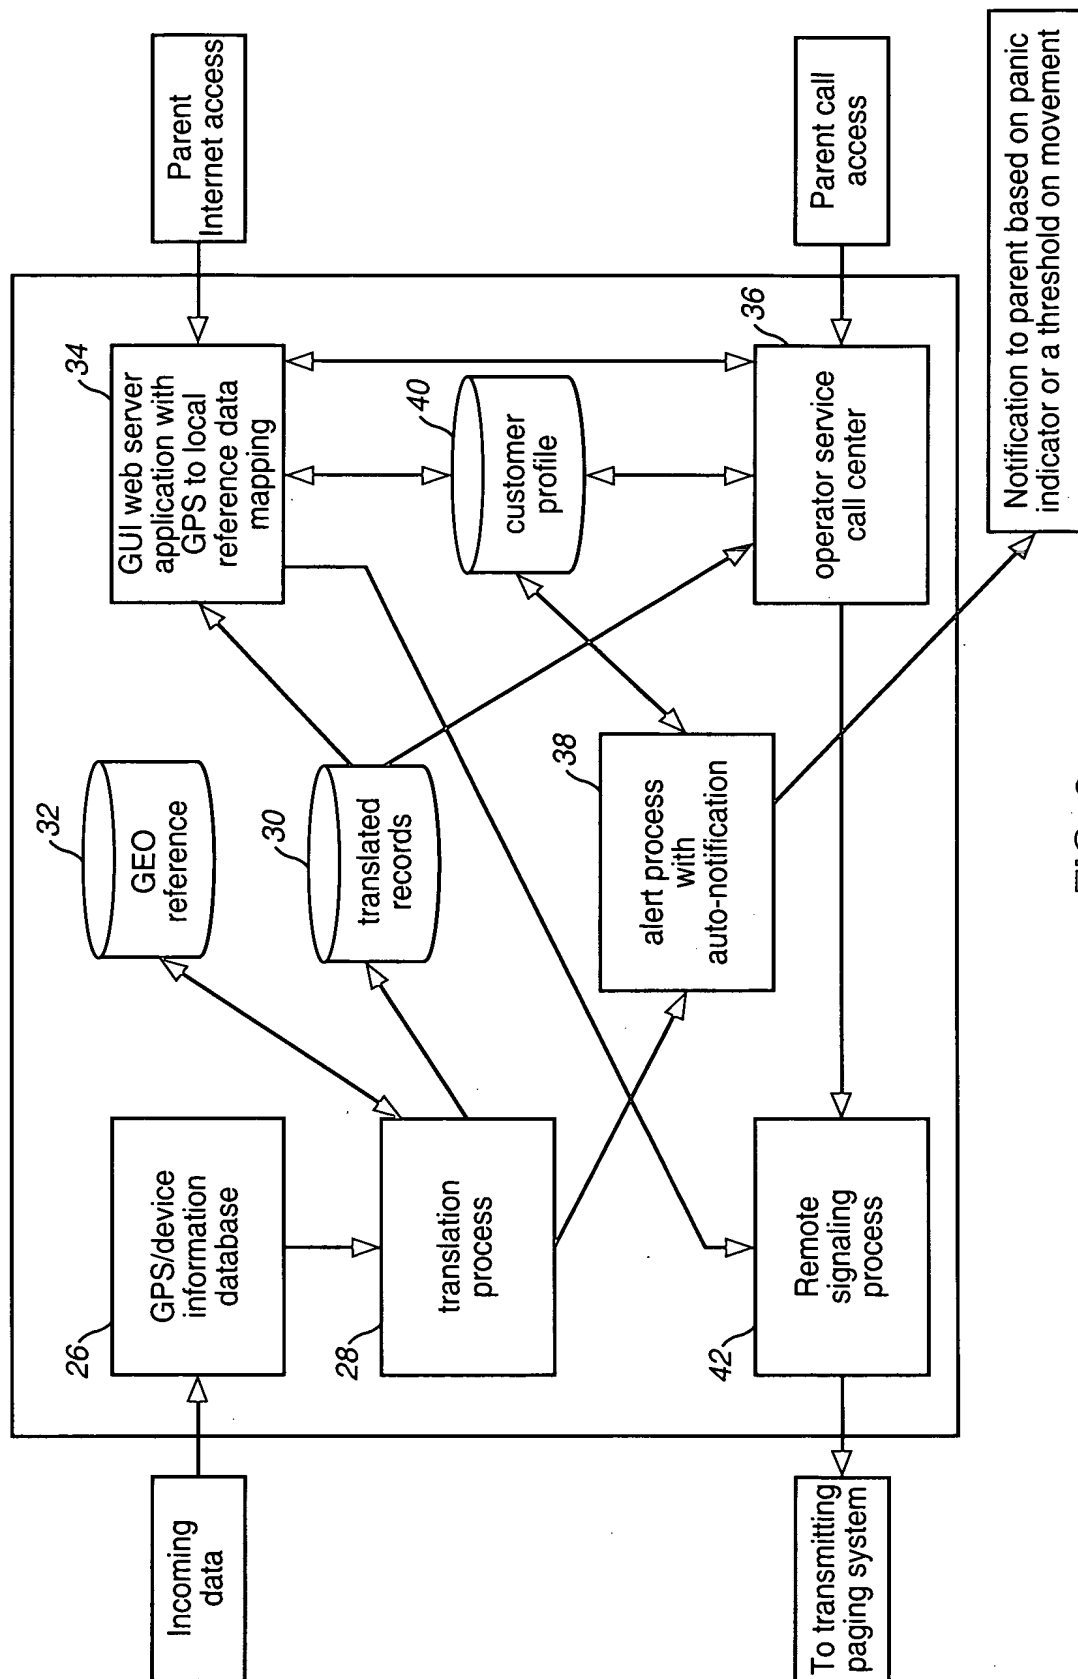 Incoming
data
26
GPS/device
information
database
32
GEO
reference
34
GUI web server
application with
GPS to local
reference data
mapping
Parent
Internet access
28
translation
process
30
translated
records
40
customer
profile
38
alert process
with
auto-notification
36
operator service
call center
Parent call
access
42
Remote
signaling
process
To transmitting
paging system
Notification to parent based on panic
indicator or a threshold on movement